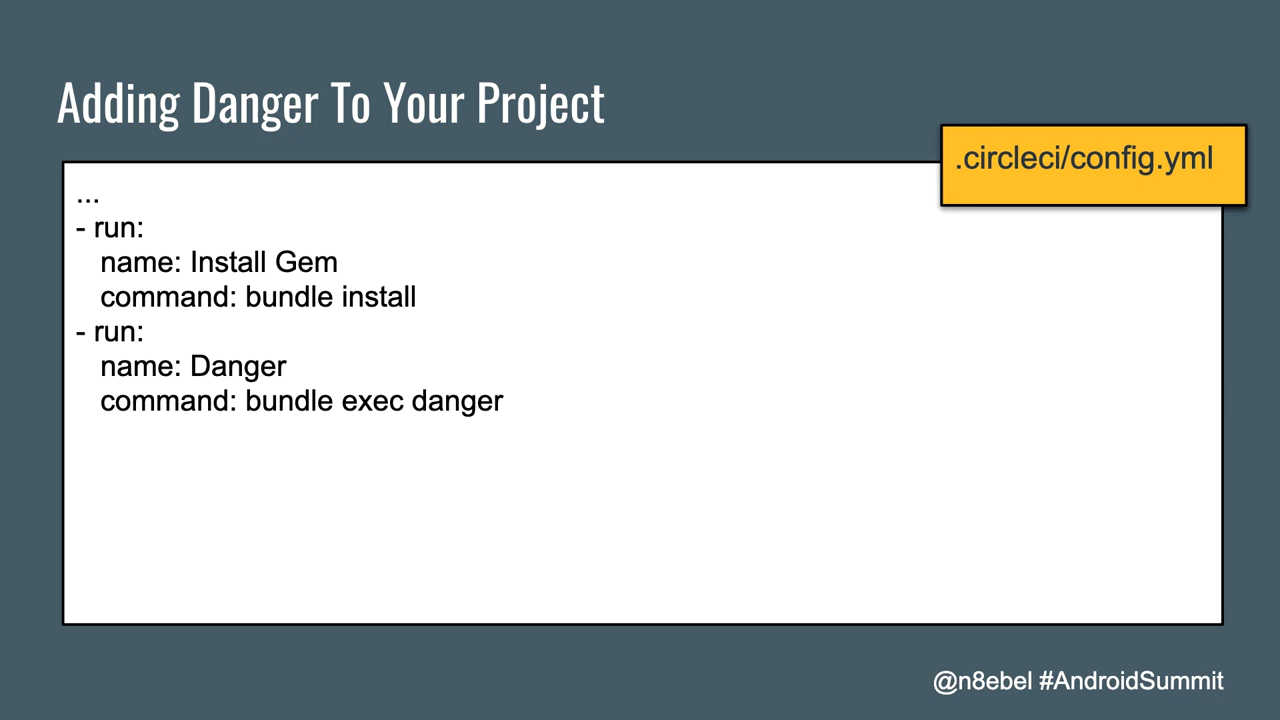 Adding Danger To Your Project
.circleci/config.yml
...
- run:
name: Install Gem
command: bundle install
- run:
name: Danger
command: bundle exec danger
@n8ebel #AndroidSummit